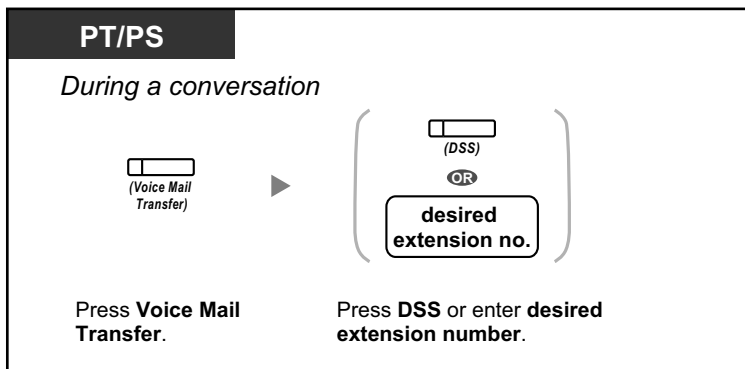 PT/PS
During a conversation
(Voice Mail
Transfer)
(DSS)
OR
desired
extension no.
Press Voice Mail
Transfer.
Press DSS or enter desired
extension number.